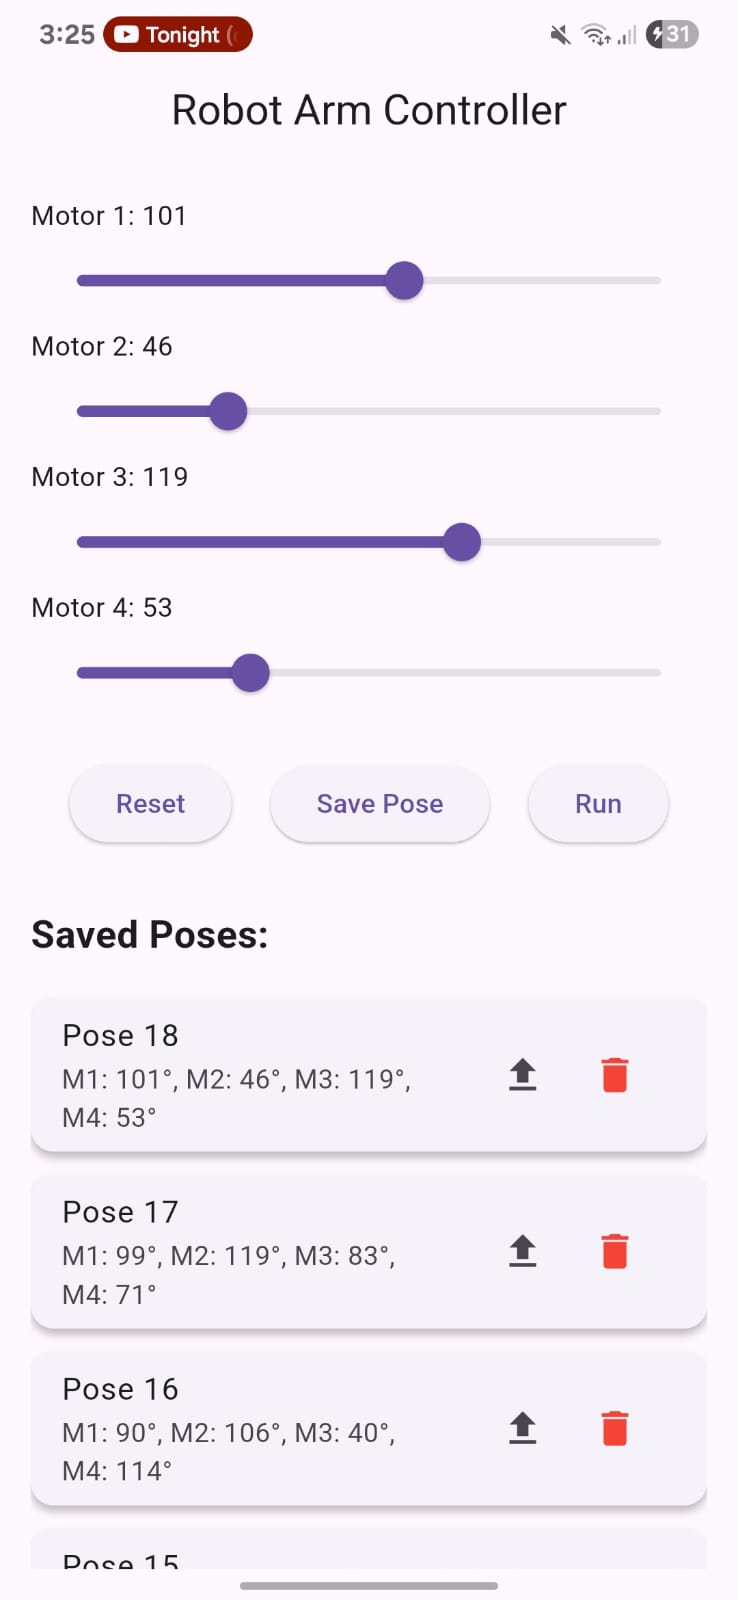 3:25 Tonight 31
Robot Arm Controller
Motor 1: 101
Motor 2: 46
Motor 3: 119
Motor 4: 53
Reset Save Pose Run
Saved Poses:
Pose 18
M1: 101°, M2: 46°, M3: 119°,
M4: 53°
Pose 17
M1: 99°, M2: 119°, M3: 83°,
M4: 71°
Pose 16
M1: 90°, M2: 106°, M3: 40°,
M4: 114°
Pose 15